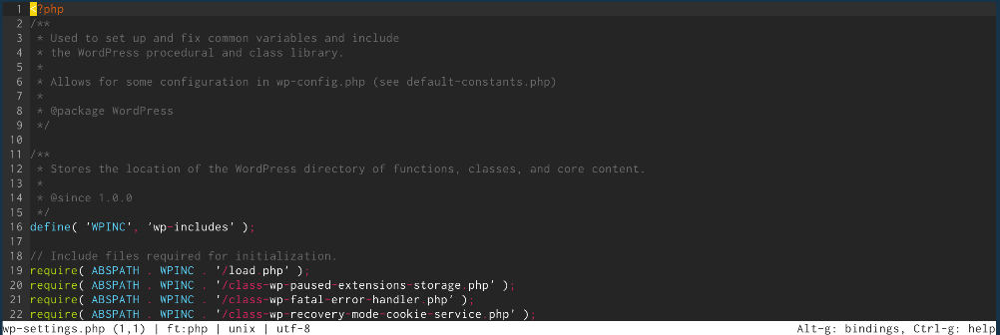 1 <?php
2 /**
3  * Used to set up and fix common variables and include
4  * the WordPress procedural and class library.
5  *
6  * Allows for some configuration in wp-config.php (see default-constants.php)
7  *
8  * @package WordPress
9  */
10
11 /**
12  * Stores the location of the WordPress directory of functions, classes, and core content.
13  *
14  * @since 1.0.0
15  */
16 define( 'WPINC', 'wp-includes' );
17
18 // Include files required for initialization.
19 require( ABSPATH . WPINC . '/load.php' );
20 require( ABSPATH . WPINC . '/class-wp-paused-extensions-storage.php' );
21 require( ABSPATH . WPINC . '/class-wp-fatal-error-handler.php' );
22 require( ABSPATH . WPINC . '/class-wp-recovery-mode-cookie-service.php' );
wp-settings.php (1,1) | ft:php | unix | utf-8 Alt-g: bindings, Ctrl-g: help